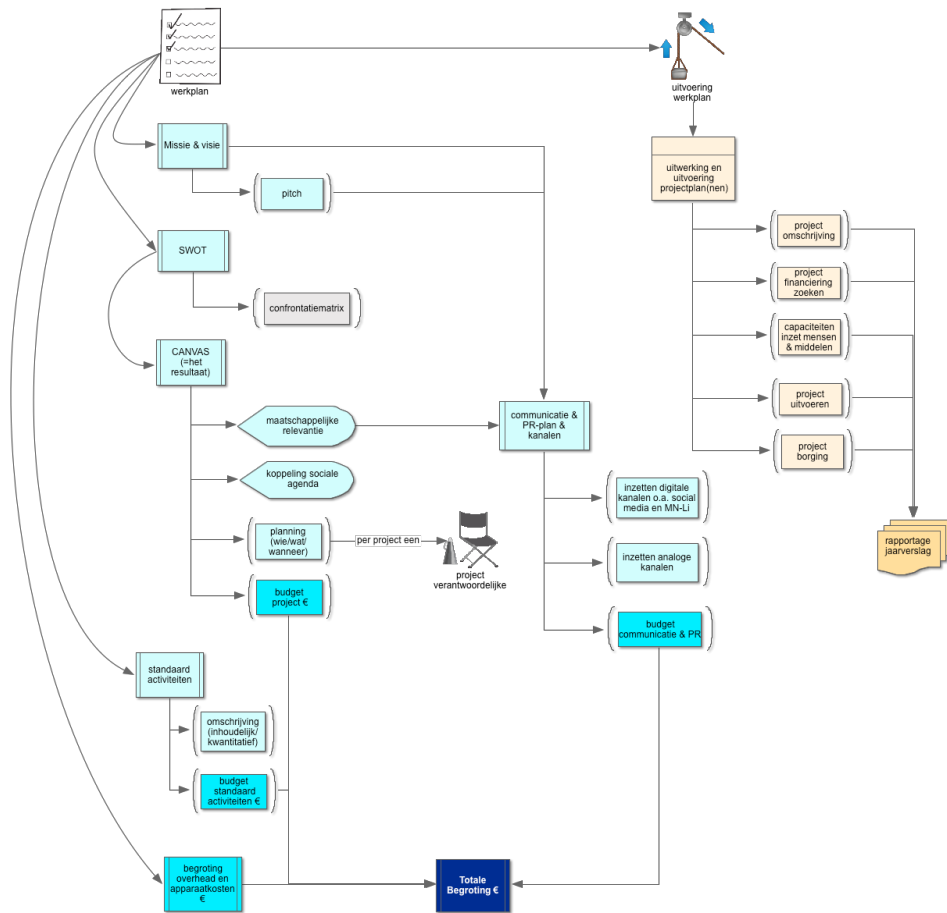 werkplan
uitvoering
werkplan
Missie & visie
pitch
SWOT
confrontatiematrix
CANVAS
(=het
resultaat)
maatschappelijke
relevantie
koppeling sociale
agenda
planning
(wie/wat/
wanneer)
per project een
project
verantwoordelijke
budget
project €
standaard
activiteiten
omschrijving
(inhoudelijk/
kwantitatief)
budget
standaard
activiteiten €
begroting
overhead en
apparaatkosten
€
Totale
Begroting €
communicatie &
PR-plan &
kanalen
inzetten digitale
kanalen o.a. social
media en MN-Li
inzetten analoge
kanalen
budget
communicatie & PR
uitwerking en
uitvoering
projectplan(nen)
project
omschrijving
project
financiering
zoeken
capaciteiten
inzet mensen
& middelen
project
uitvoeren
project
borging
rapportage
jaarverslag